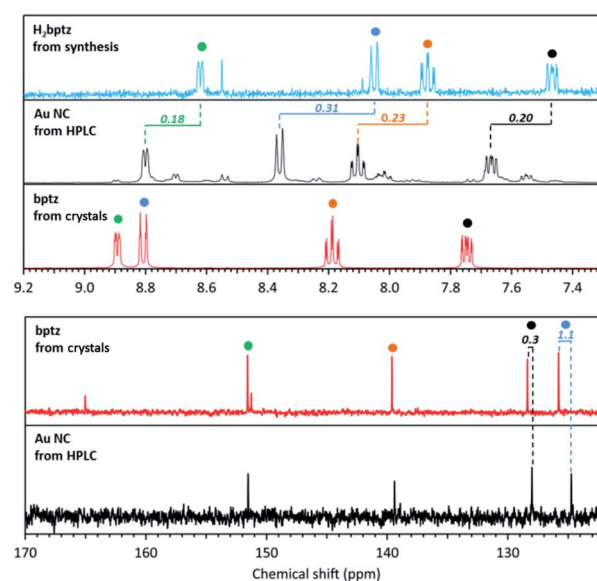 H₂bptz
from synthesis
0.18
0.31
0.23
0.20
Au NC
from HPLC
bptz
from crystals
9.2 9.0 8.8 8.6 8.4 8.2 8.0 7.8 7.6 7.4
bptz
from crystals
0.3
1.1
Au NC
from HPLC
170 160 150 140 130
Chemical shift (ppm)